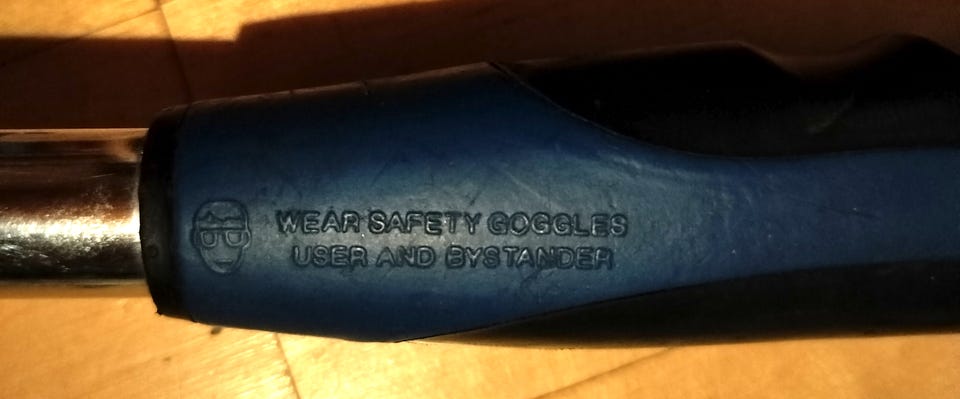 WEAR SAFETY GOGGLES
USER AND BYSTANDER